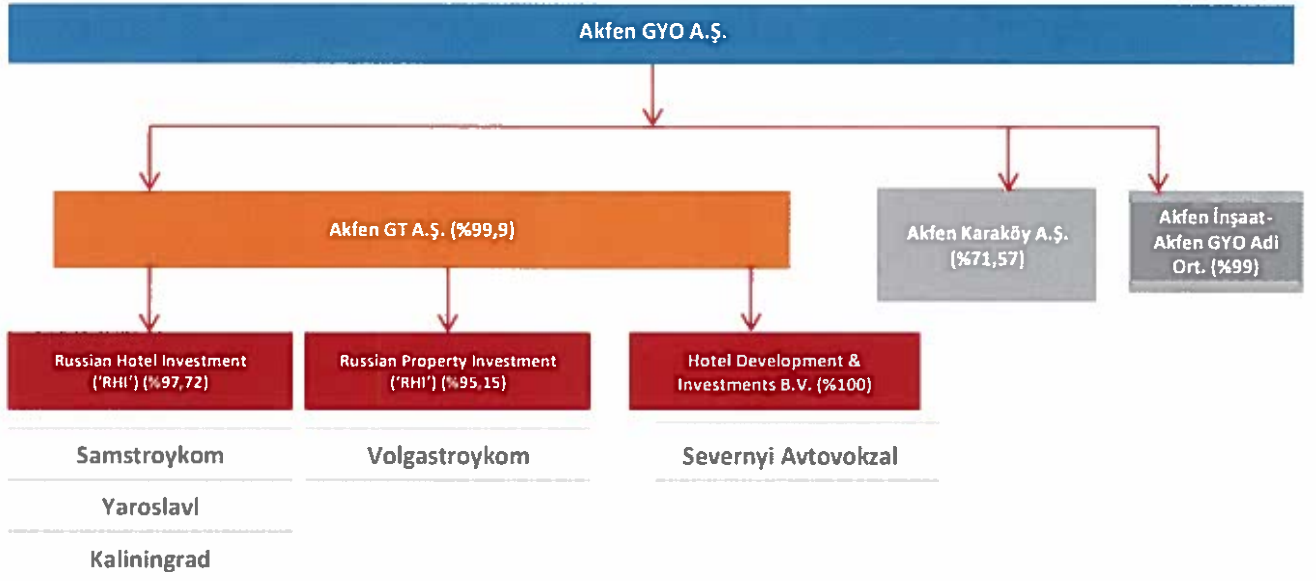 Akfen GYO A.Ş.
Akfen GT A.Ş. (%99,9)
Akfen Karaköy A.Ş.
(%71,57)
Akfen İnşaat-
Akfen GYO Adi
Ort. (%99)
Russian Hotel Investment
('RHI') (%97,72)
Russian Property Investment
('RHI') (%95,15)
Hotel Development &
Investments B.V. (%100)
Samstroykom
Volgastroykom
Severnyi Avtovokzal
Yaroslavl
Kaliningrad